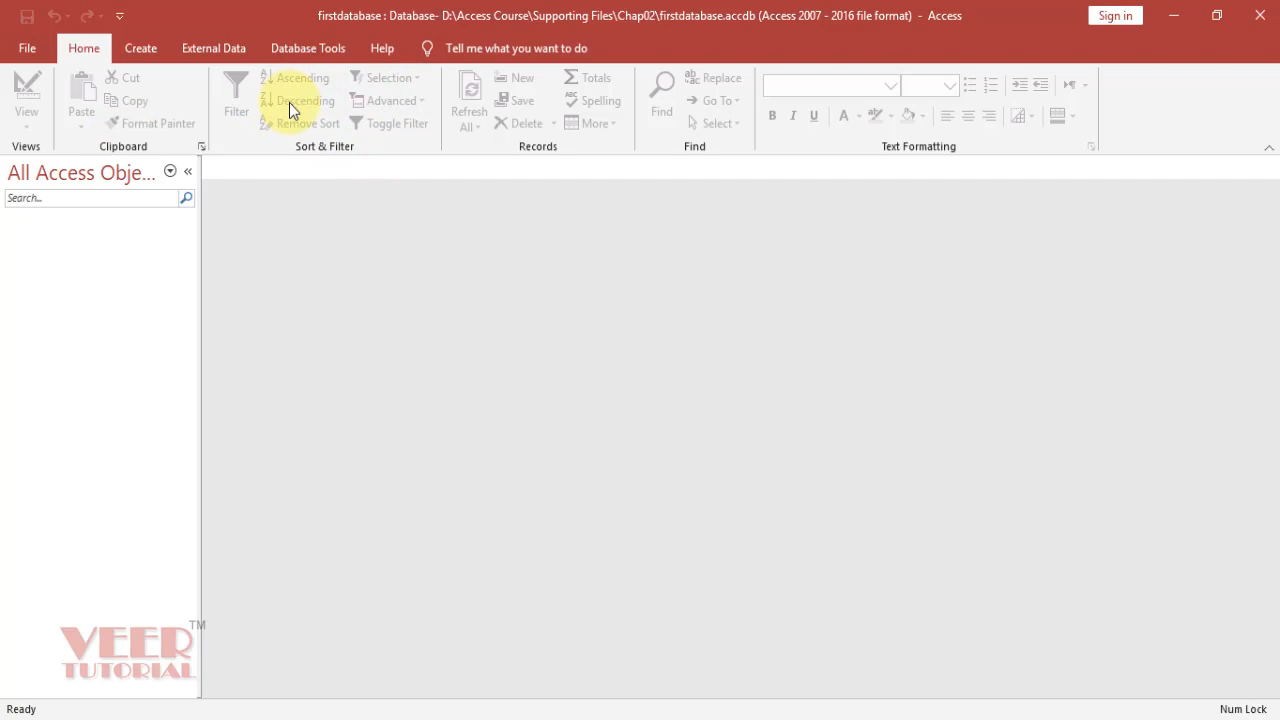 firstdatabase : Database- D:\Access Course\Supporting Files\Chap02\firstdatabase.accdb (Access 2007 - 2016 file format) - Access
Sign in
File Home Create External Data Database Tools Help Tell me what you want to do
View
Views
Paste
Cut
Copy
Format Painter
Clipboard
Filter
Ascending
Descending
Remove Sort
Selection
Advanced
Toggle Filter
Sort & Filter
Refresh
All
New
Save
Delete
Totals
Spelling
More
Records
Find
Replace
Go To
Select
Find
B I U A
Text Formatting
All Access Obje...
Search...
VEER TM
TUTORIAL
Ready
Num Lock